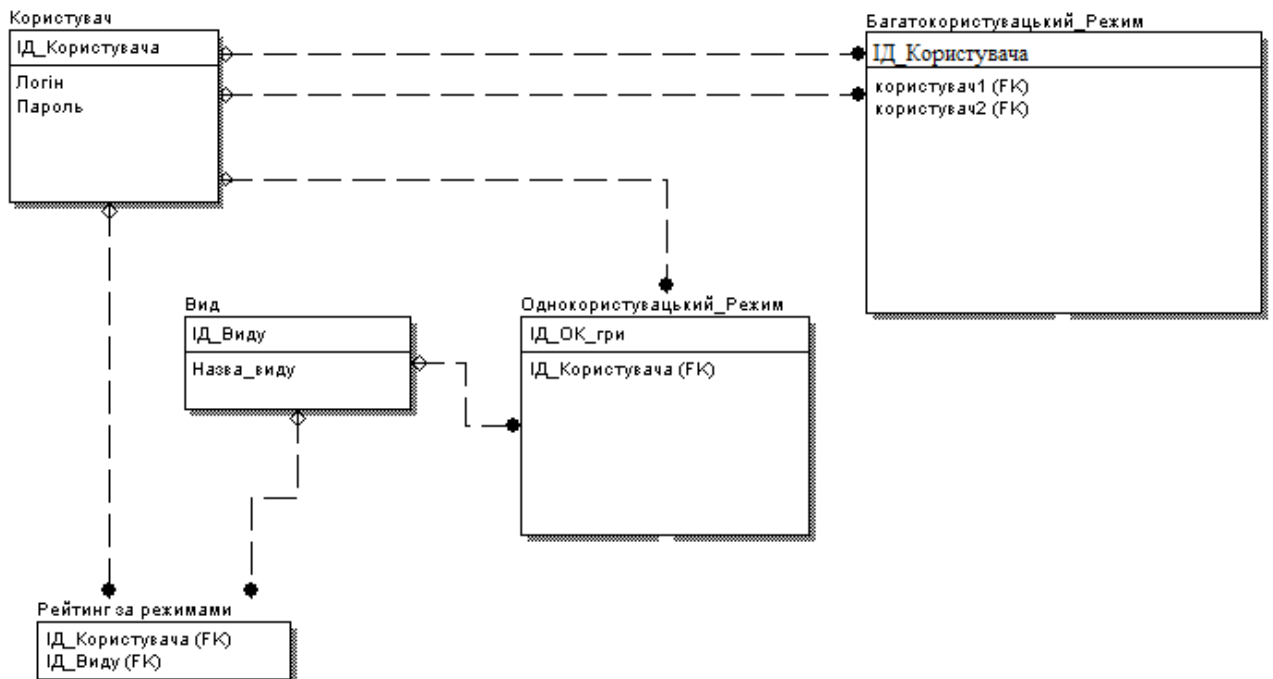 Користувач
ІД_Користувача
Логін
Пароль
Багатокористувацький_Режим
ІД_Користувача
користувач1 (FK)
користувач2 (FK)
Вид
ІД_Виду
Назва_виду
Однокористувацький_Режим
ІД_ОК_гри
ІД_Користувача (FK)
Рейтинг за режимами
ІД_Користувача (FK)
ІД_Виду (FK)